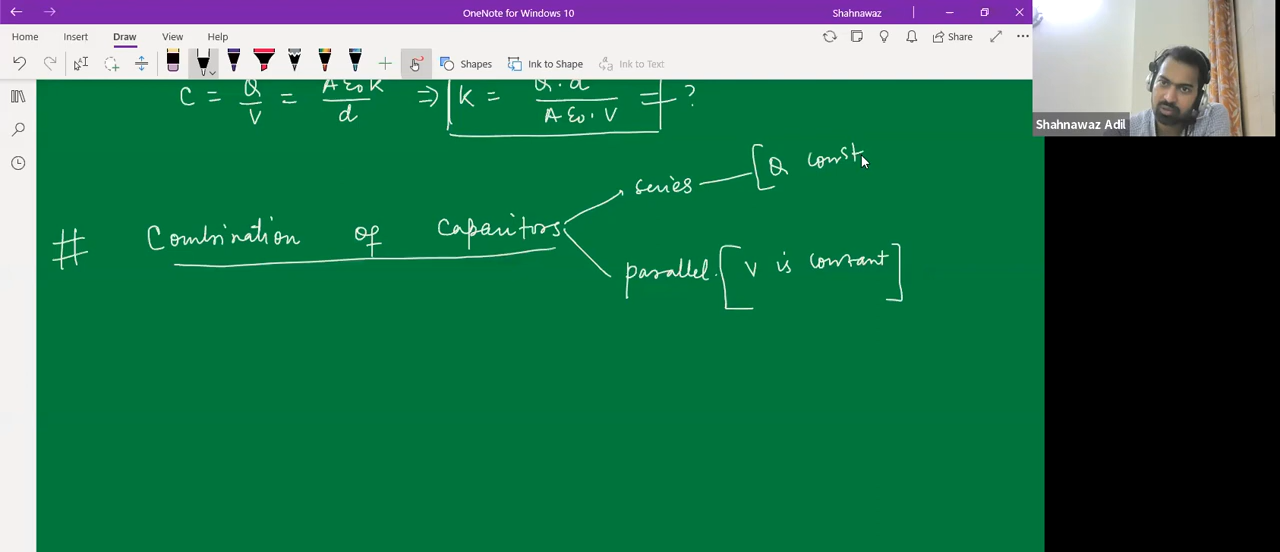 OneNote for Windows 10
Shahnawaz
Home Insert Draw View Help
Share
Shapes Ink to Shape Ink to Text
Shahnawaz Adil
C = Q/V = Aε₀K/d ⇒ K = Q·d/Aε₀·V = ?
series [Q const
# Combination of Capacitors
parallel. [V is constant]